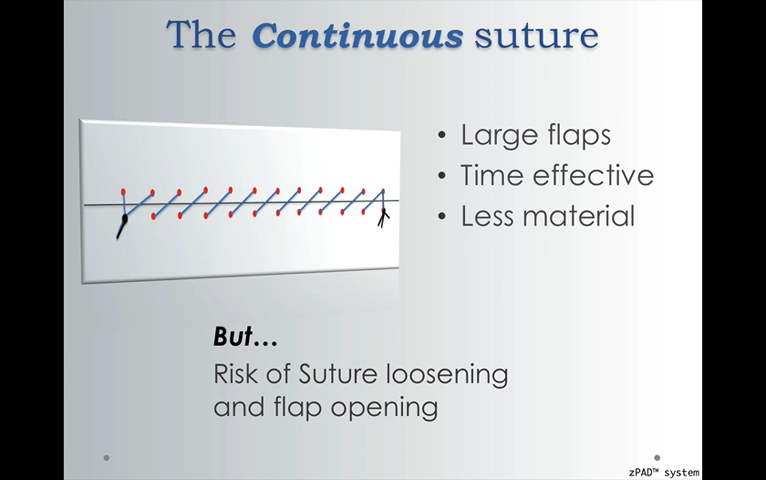 The Continuous suture
• Large flaps
• Time effective
• Less material
But...
Risk of Suture loosening
and flap opening
zPAD™ system